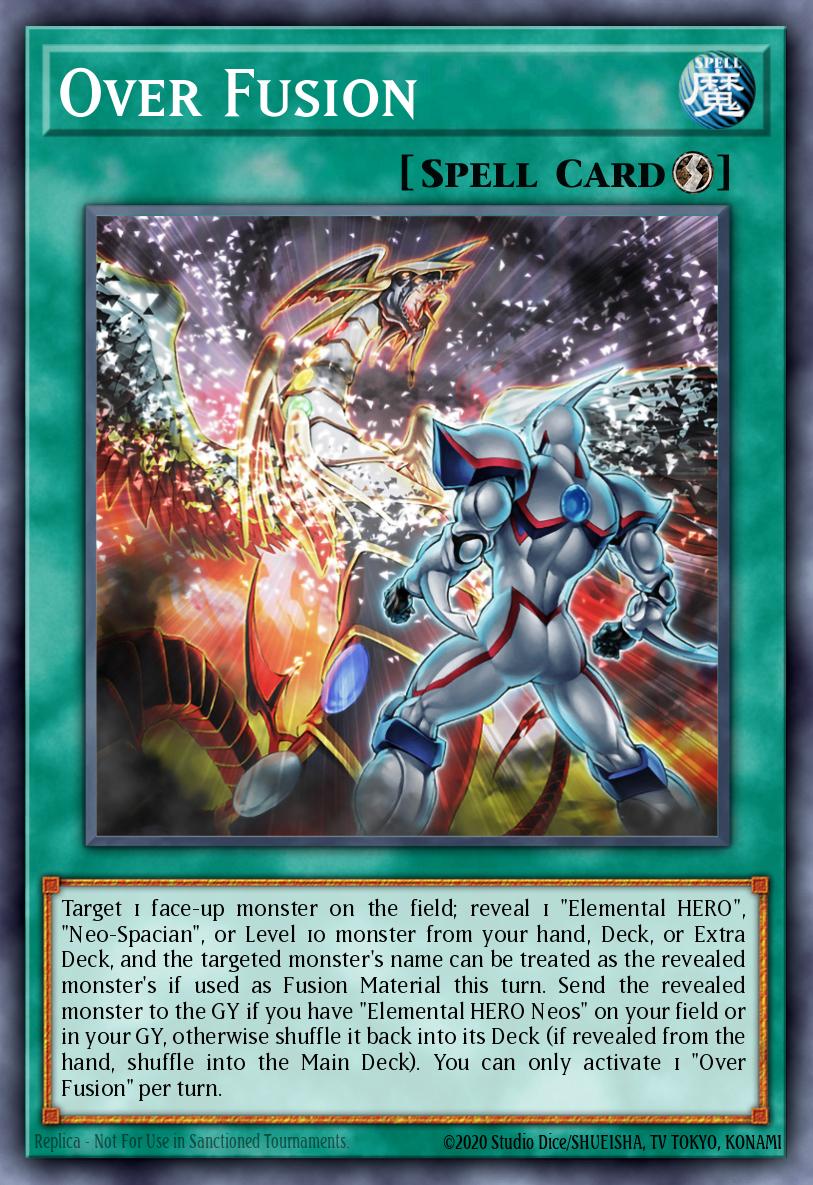 Over Fusion
SPELL
魔
[Spell Card]
Target 1 face-up monster on the field; reveal 1 "Elemental HERO",
"Neo-Spacian", or Level 10 monster from your hand, Deck, or Extra
Deck, and the targeted monster's name can be treated as the revealed
monster's if used as Fusion Material this turn. Send the revealed
monster to the GY if you have "Elemental HERO Neos" on your field or
in your GY, otherwise shuffle it back into its Deck (if revealed from the
hand, shuffle into the Main Deck). You can only activate 1 "Over
Fusion" per turn.
Replica - Not For Use in Sanctioned Tournaments.
©2020 Studio Dice/SHUEISHA, TV TOKYO, KONAMI